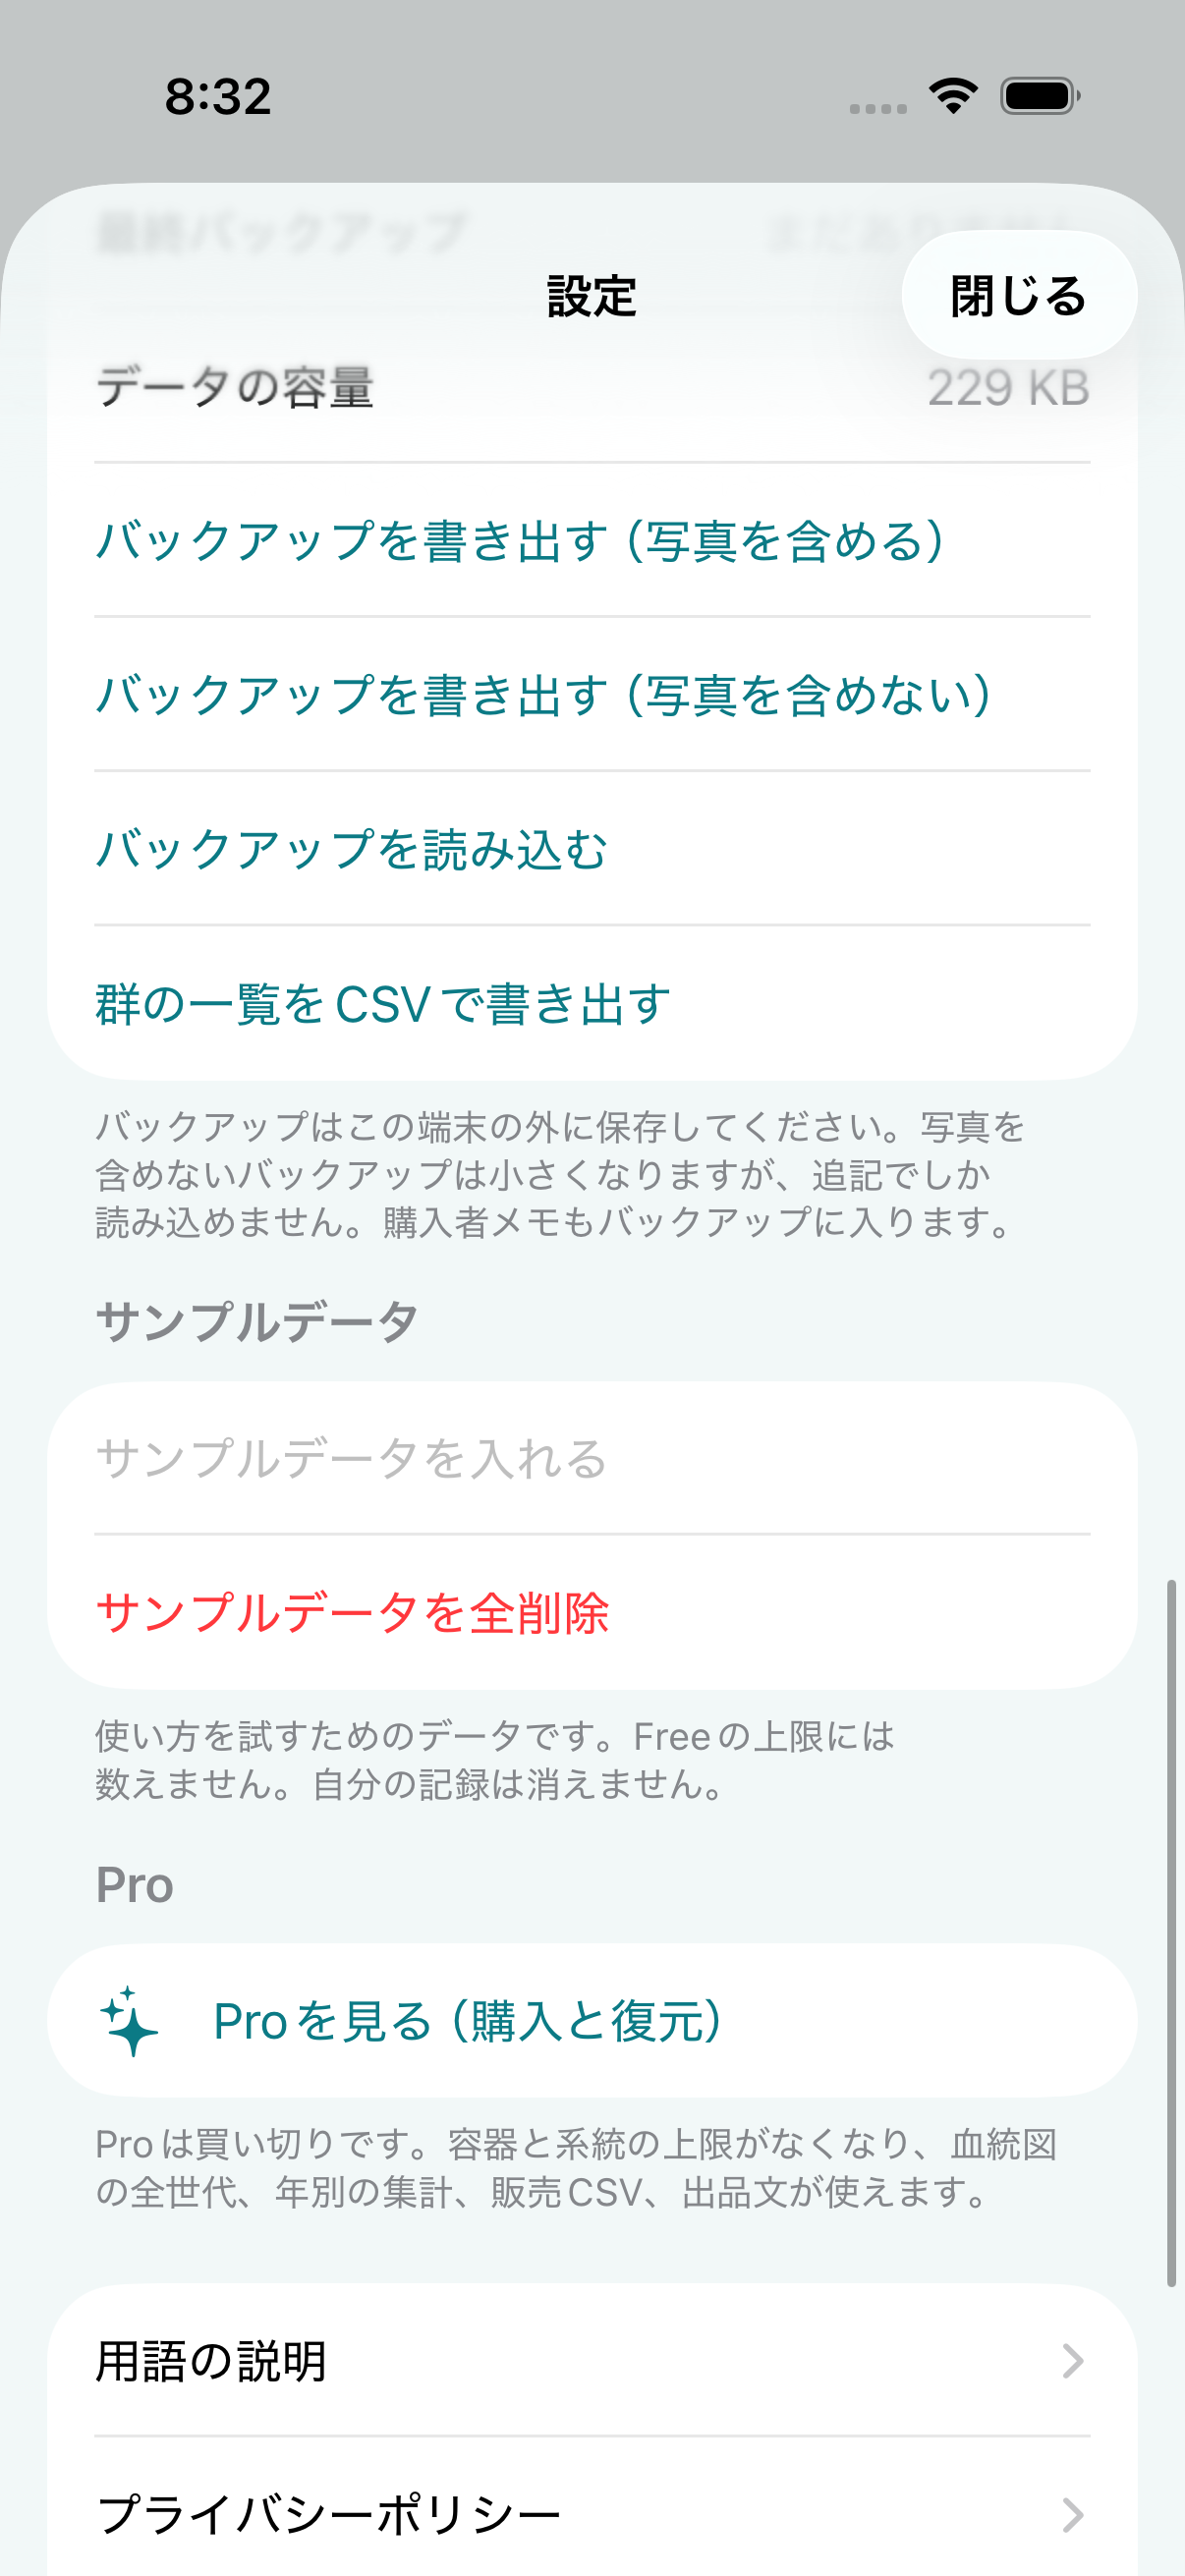 8:32
最終バックアップ
設定
閉じる
データの容量
229 KB
バックアップを書き出す（写真を含める）
バックアップを書き出す（写真を含めない）
バックアップを読み込む
群の一覧をCSVで書き出す
バックアップはこの端末の外に保存してください。写真を
含めないバックアップは小さくなりますが、追記でしか
読み込めません。購入者メモもバックアップに入ります。
サンプルデータ
サンプルデータを入れる
サンプルデータを全削除
使い方を試すためのデータです。Freeの上限には
数えません。自分の記録は消えません。
Pro
Proを見る（購入と復元）
Proは買い切りです。容器と系統の上限がなくなり、血統図
の全世代、年別の集計、販売CSV、出品文が使えます。
用語の説明
プライバシーポリシー